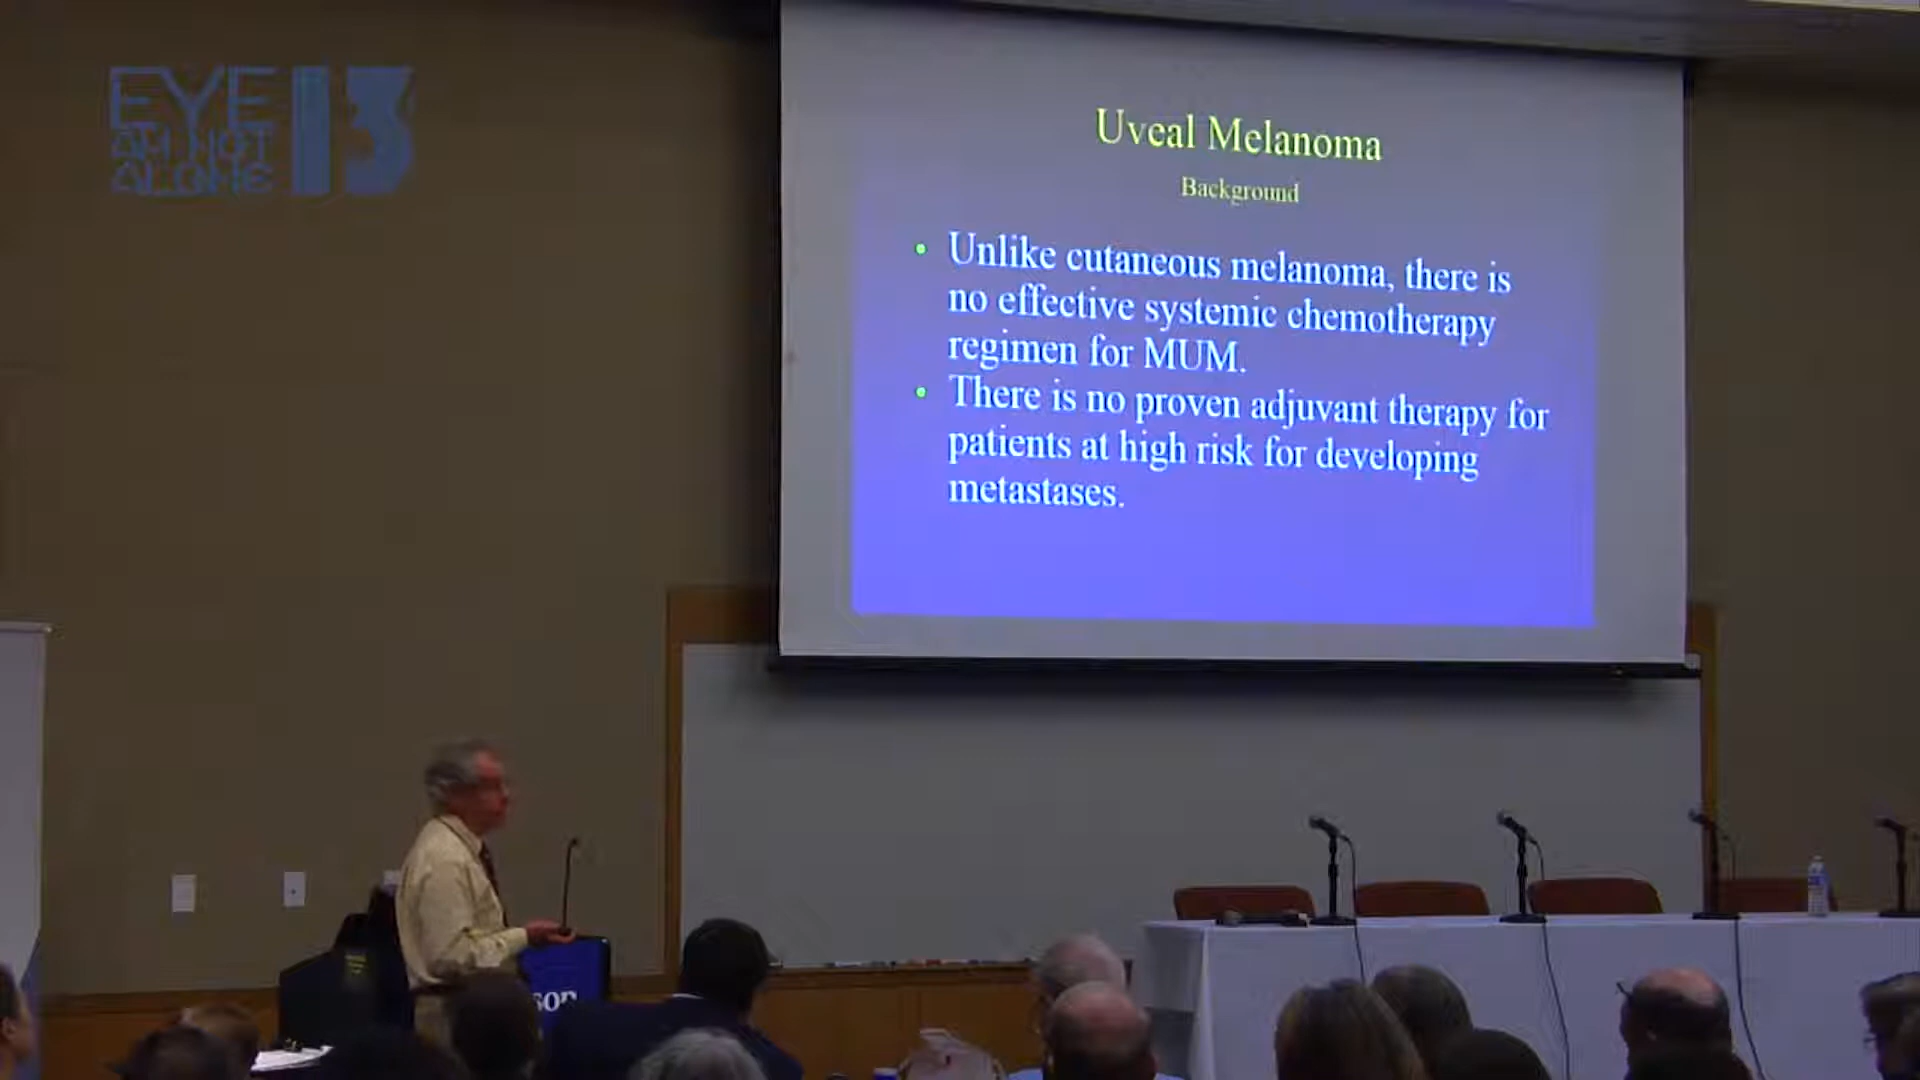 EYE
AM NOT
ALONE
13
Uveal Melanoma
Background
• Unlike cutaneous melanoma, there is
no effective systemic chemotherapy
regimen for MUM.
• There is no proven adjuvant therapy for
patients at high risk for developing
metastases.
son